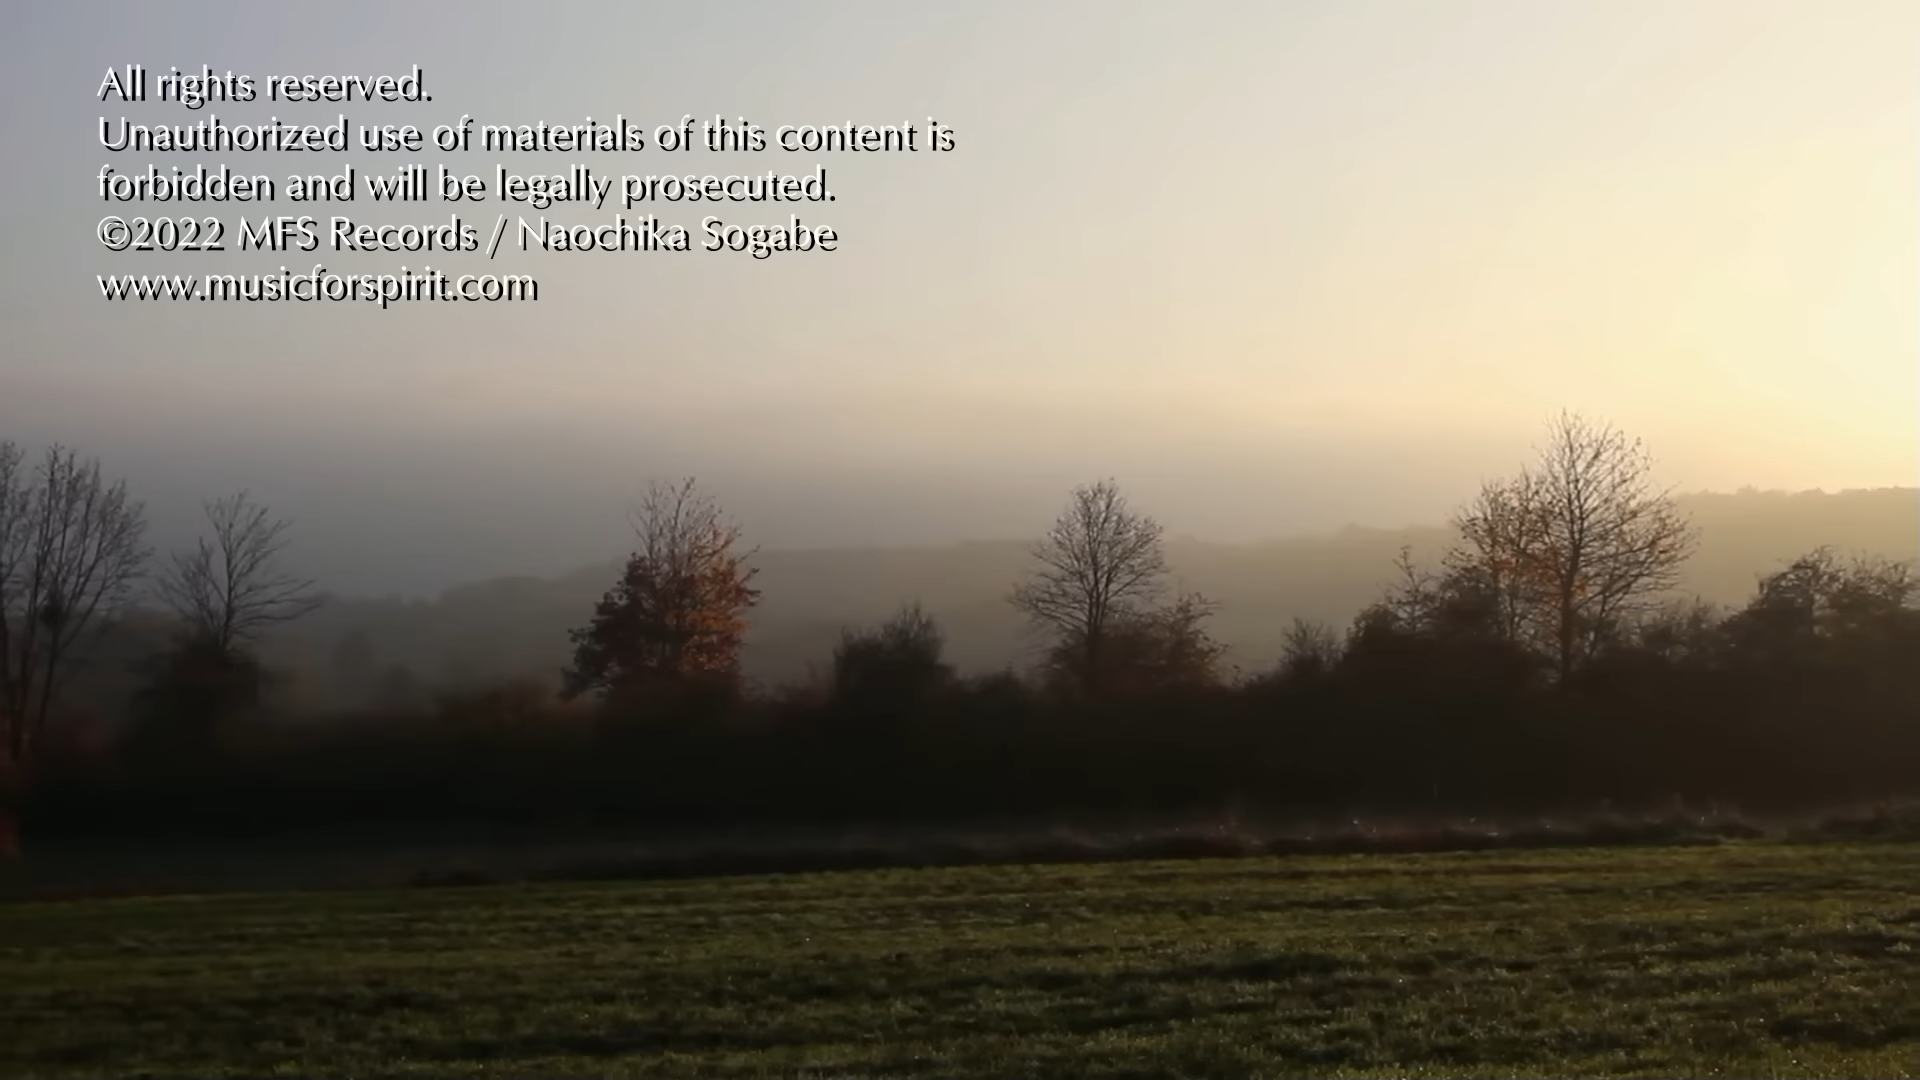 All rights reserved.
Unauthorized use of materials of this content is
forbidden and will be legally prosecuted.
©2022 MFS Records / Naochika Sogabe
www.musicforspirit.com